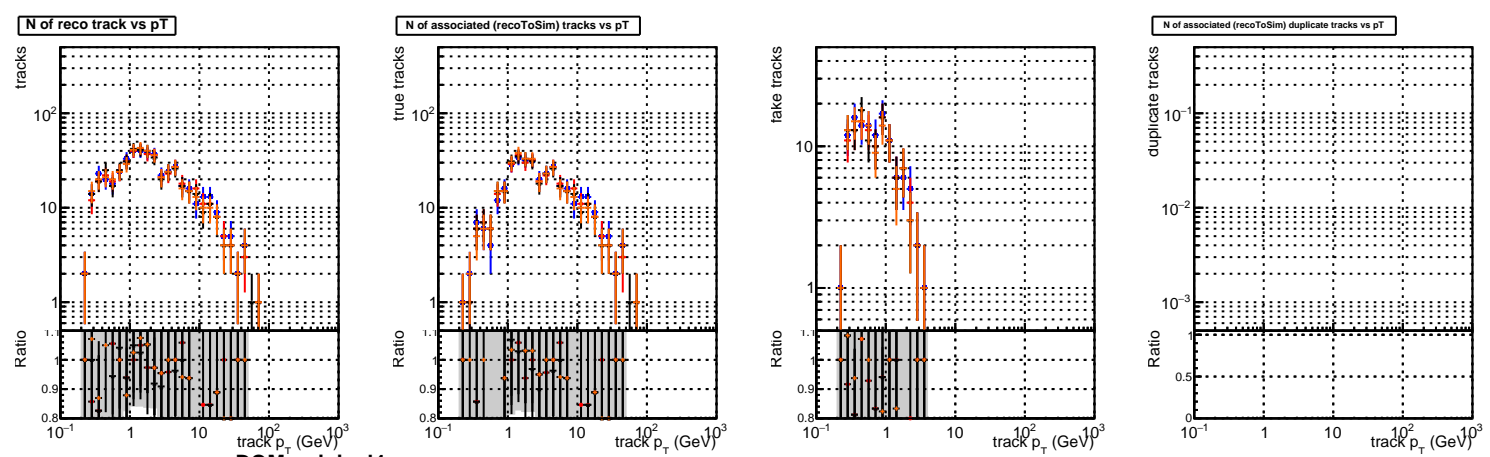 N of reco track vs pT
tracks
10²
10
1
Ratio
1.1
1
0.9
0.8
10⁻¹ 1 10 10² 10³
track p_T (GeV)
N of associated (recoToSim) tracks vs pT
true tracks
10²
10
1
Ratio
1.1
1
0.9
0.8
10⁻¹ 1 10 10² 10³
track p_T (GeV)
fake tracks
10
1
Ratio
1.1
1
0.9
0.8
10⁻¹ 1 10 10² 10³
track p_T (GeV)
N of associated (recoToSim) duplicate tracks vs pT
duplicate tracks
10⁻¹
10⁻²
10⁻³
Ratio
1
0.5
0
10⁻¹ 1 10 10² 10³
track p_T (GeV)